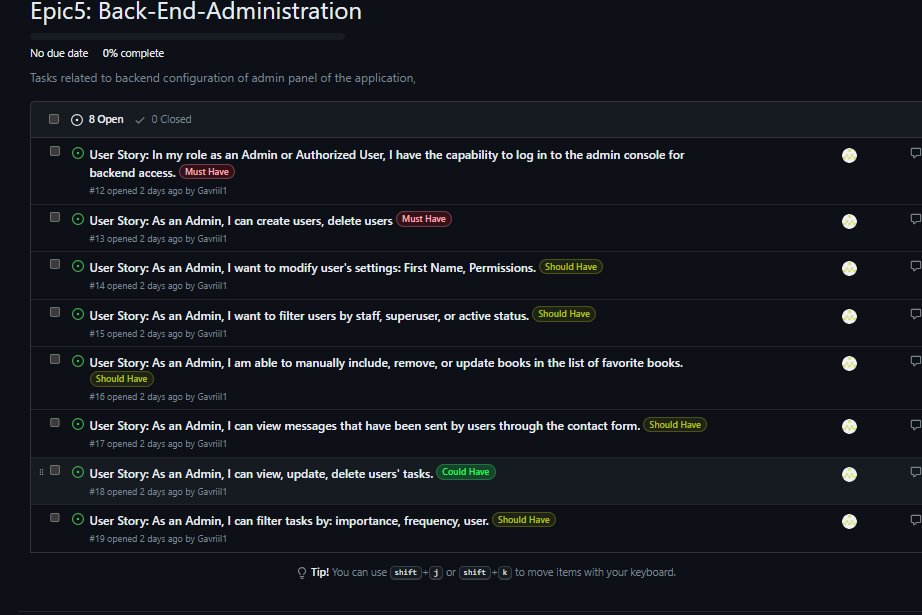 Epic5: Back-End-Administration
No due date 0% complete
Tasks related to backend configuration of admin panel of the application,
8 Open 0 Closed
User Story: In my role as an Admin or Authorized User, I have the capability to log in to the admin console for
backend access. Must Have
#12 opened 2 days ago by Gavriil1
User Story: As an Admin, I can create users, delete users Must Have
#13 opened 2 days ago by Gavriil1
User Story: As an Admin, I want to modify user's settings: First Name, Permissions. Should Have
#14 opened 2 days ago by Gavriil1
User Story: As an Admin, I want to filter users by staff, superuser, or active status. Should Have
#15 opened 2 days ago by Gavriil1
User Story: As an Admin, I am able to manually include, remove, or update books in the list of favorite books.
Should Have
#16 opened 2 days ago by Gavriil1
User Story: As an Admin, I can view messages that have been sent by users through the contact form. Should Have
#17 opened 2 days ago by Gavriil1
User Story: As an Admin, I can view, update, delete users' tasks. Could Have
#18 opened 2 days ago by Gavriil1
User Story: As an Admin, I can filter tasks by: importance, frequency, user. Should Have
#19 opened 2 days ago by Gavriil1
Tip! You can use shift+j or shift+k to move items with your keyboard.